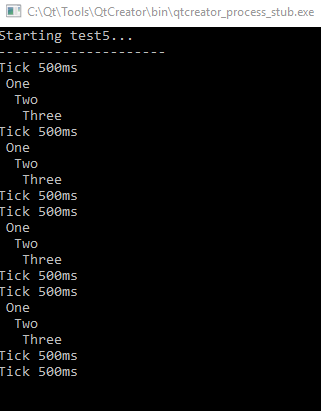 C:\Qt\Tools\QtCreator\bin\qtcreator_process_stub.exe
Starting test5...
---------------------
Tick 500ms
One
Two
Three
Tick 500ms
One
Two
Three
Tick 500ms
Tick 500ms
One
Two
Three
Tick 500ms
Tick 500ms
One
Two
Three
Tick 500ms
Tick 500ms